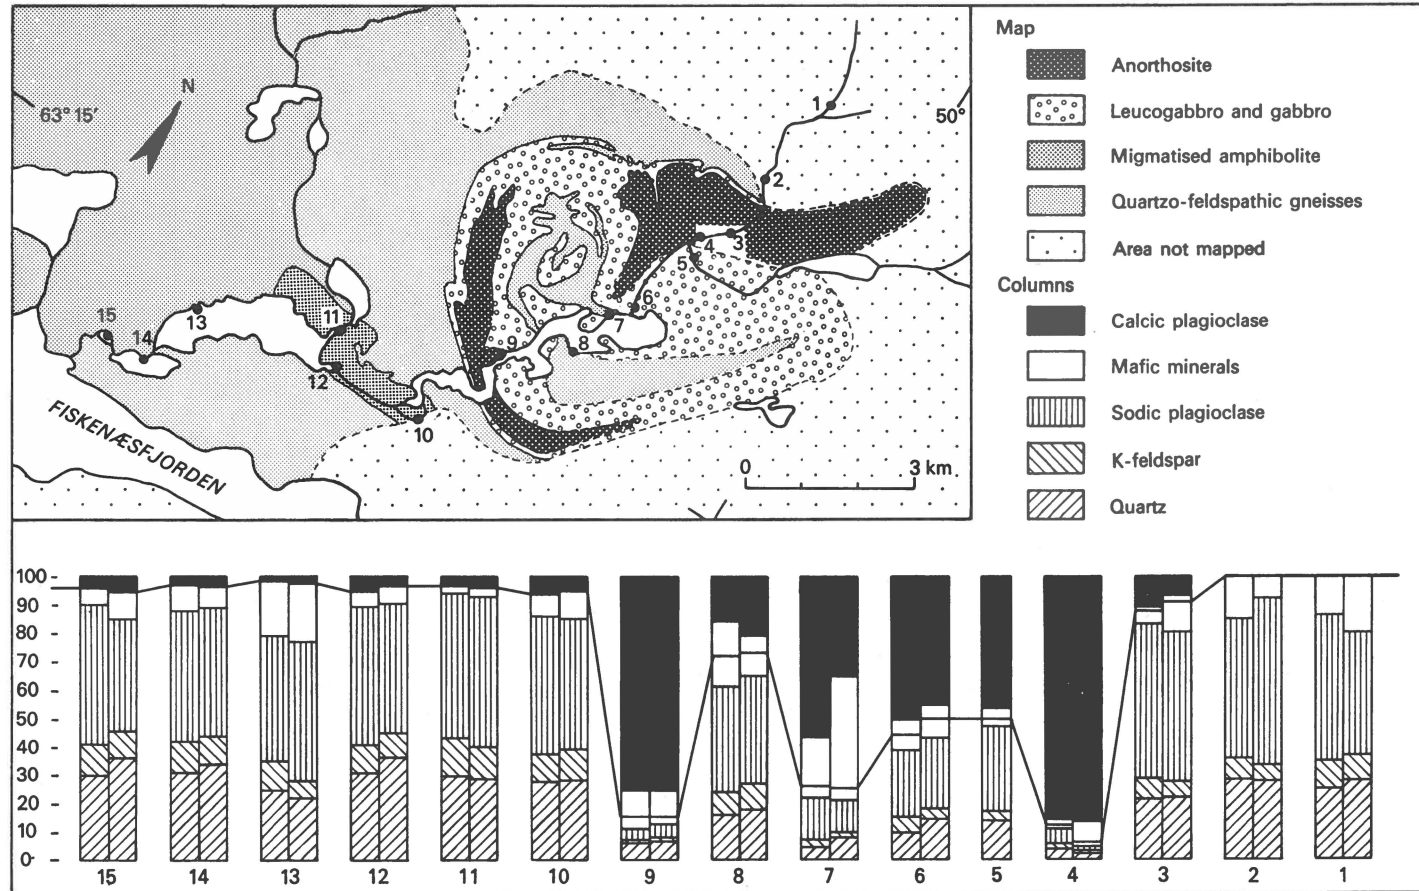 63° 15′
N
50°
1
2
3
4
5
6
7
8
9
10
11
12
13
14
15
FISKENÆSFJORDEN
0 3 km
Map
Anorthosite
Leucogabbro and gabbro
Migmatised amphibolite
Quartzo-feldspathic gneisses
Area not mapped
Columns
Calcic plagioclase
Mafic minerals
Sodic plagioclase
K-feldspar
Quartz
100
90
80
70
60
50
40
30
20
10
0
15 14 13 12 11 10 9 8 7 6 5 4 3 2 1